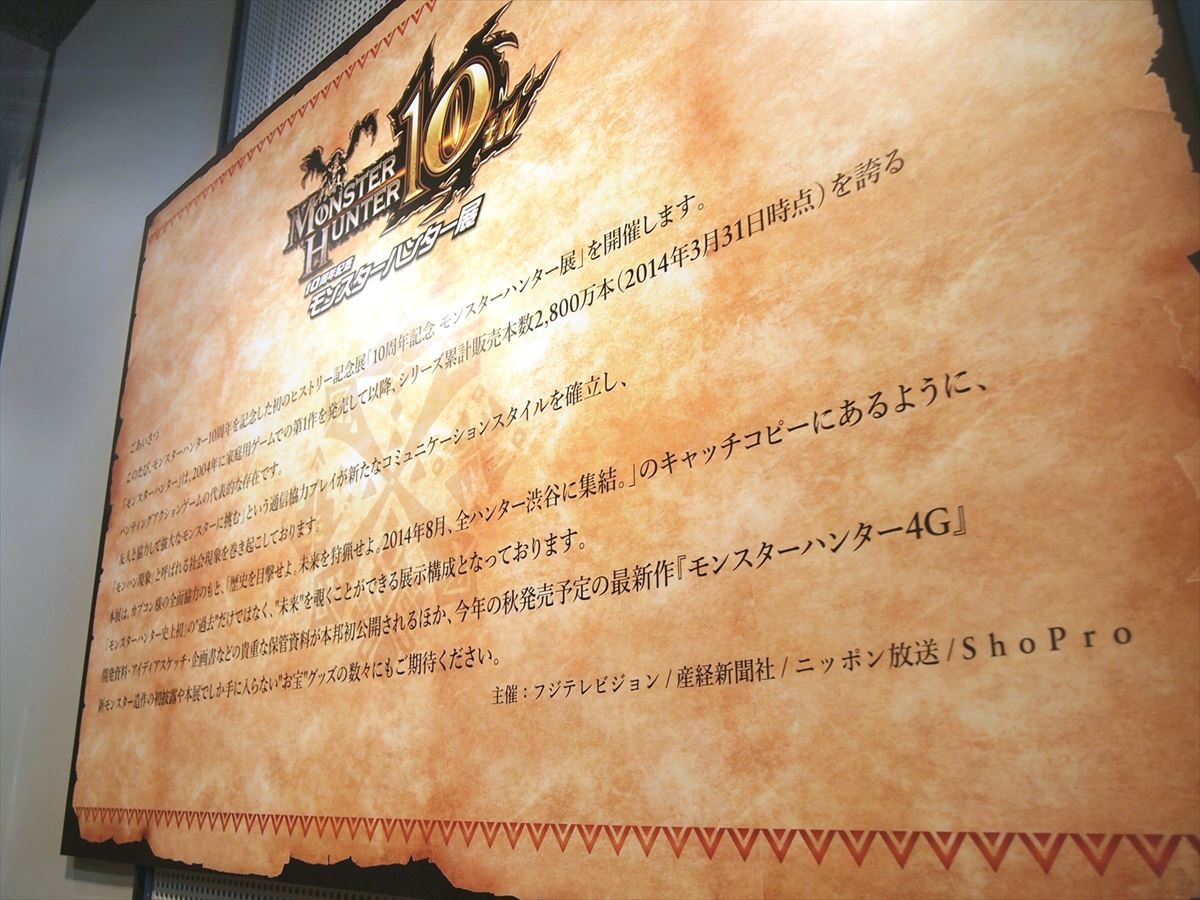 MONSTER
HUNTER
10th
10周年記念
モンスターハンター展
ごあいさつ
このたび、モンスターハンター10周年を記念した初のヒストリー記念展「10周年記念 モンスターハンター展」を開催します。
「モンスターハンター」は、2004年に家庭用ゲームでの第1作を発売して以降、シリーズ累計販売本数2,800万本（2014年3月31日時点）を誇る
ハンティングアクションゲームの代表的な存在です。
「友人と協力して強大なモンスターに挑む」という通信協力プレイが新たなコミュニケーションスタイルを確立し、
「モンハン現象」と呼ばれる社会現象を巻き起こしております。
本展は、カプコン様の全面協力のもと、「歴史を目撃せよ。未来を狩猟せよ。2014年8月、全ハンター渋谷に集結。」のキャッチコピーにあるように、
「モンスターハンター史上初」の"過去"だけではなく、"未来"を覗くことができる展示構成となっております。
開発資料・アイディアスケッチ・企画書などの貴重な保管資料が本邦初公開されるほか、今年の秋発売予定の最新作『モンスターハンター4G』
新モンスター造作の初披露や本展でしか手に入らない"お宝"グッズの数々にもご期待ください。
主催：フジテレビジョン / 産経新聞社 / ニッポン放送 / ShoPro